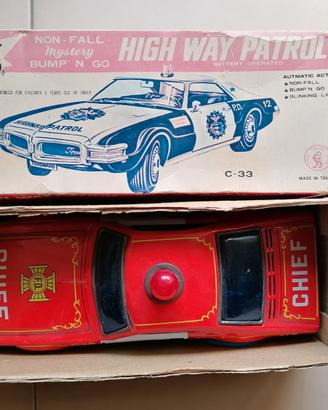 NON-FALL
Mystery
BUMP 'N GO
HIGH WAY PATROL
BATTERY OPERATED
AUTMATIC ACT
NON-FALL
BUMP'N GO
BLINKING LI
HIGHWAY PATROL
P.D.
12
C-33
MADE IN TA
CHIEF
F.D.
CHIEF